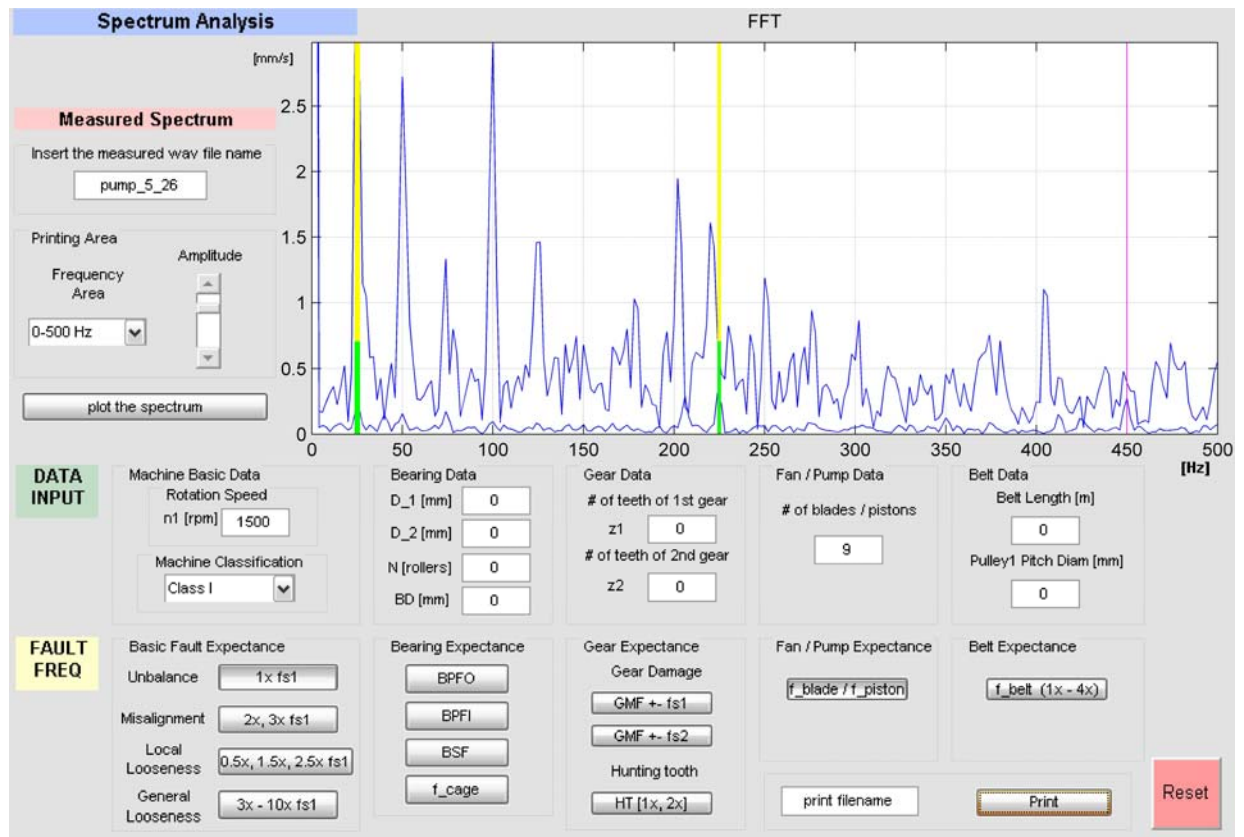 Spectrum Analysis
FFT
[mm/s]
2.5
2
1.5
1
0.5
0
0 50 100 150 200 250 300 350 400 450 500
[Hz]
Measured Spectrum
Insert the measured wav file name
pump_5_26
Printing Area
Frequency
Area
Amplitude
0-500 Hz
plot the spectrum
DATA
INPUT
Machine Basic Data
Rotation Speed
n1 [rpm] 1500
Machine Classification
Class I
Bearing Data
D_1 [mm] 0
D_2 [mm] 0
N [rollers] 0
BD [mm] 0
Gear Data
# of teeth of 1st gear
z1 0
# of teeth of 2nd gear
z2 0
Fan / Pump Data
# of blades / pistons
9
Belt Data
Belt Length [m]
0
Pulley1 Pitch Diam [mm]
0
FAULT
FREQ
Basic Fault Expectance
Unbalance 1x fs1
Misalignment 2x, 3x fs1
Local
Looseness 0.5x, 1.5x, 2.5x fs1
General
Looseness 3x - 10x fs1
Bearing Expectance
BPFO
BPFI
BSF
f_cage
Gear Expectance
Gear Damage
GMF +- fs1
GMF +- fs2
Hunting tooth
HT [1x, 2x]
Fan / Pump Expectance
f_blade / f_piston
Belt Expectance
f_belt (1x - 4x)
print filename
Print
Reset